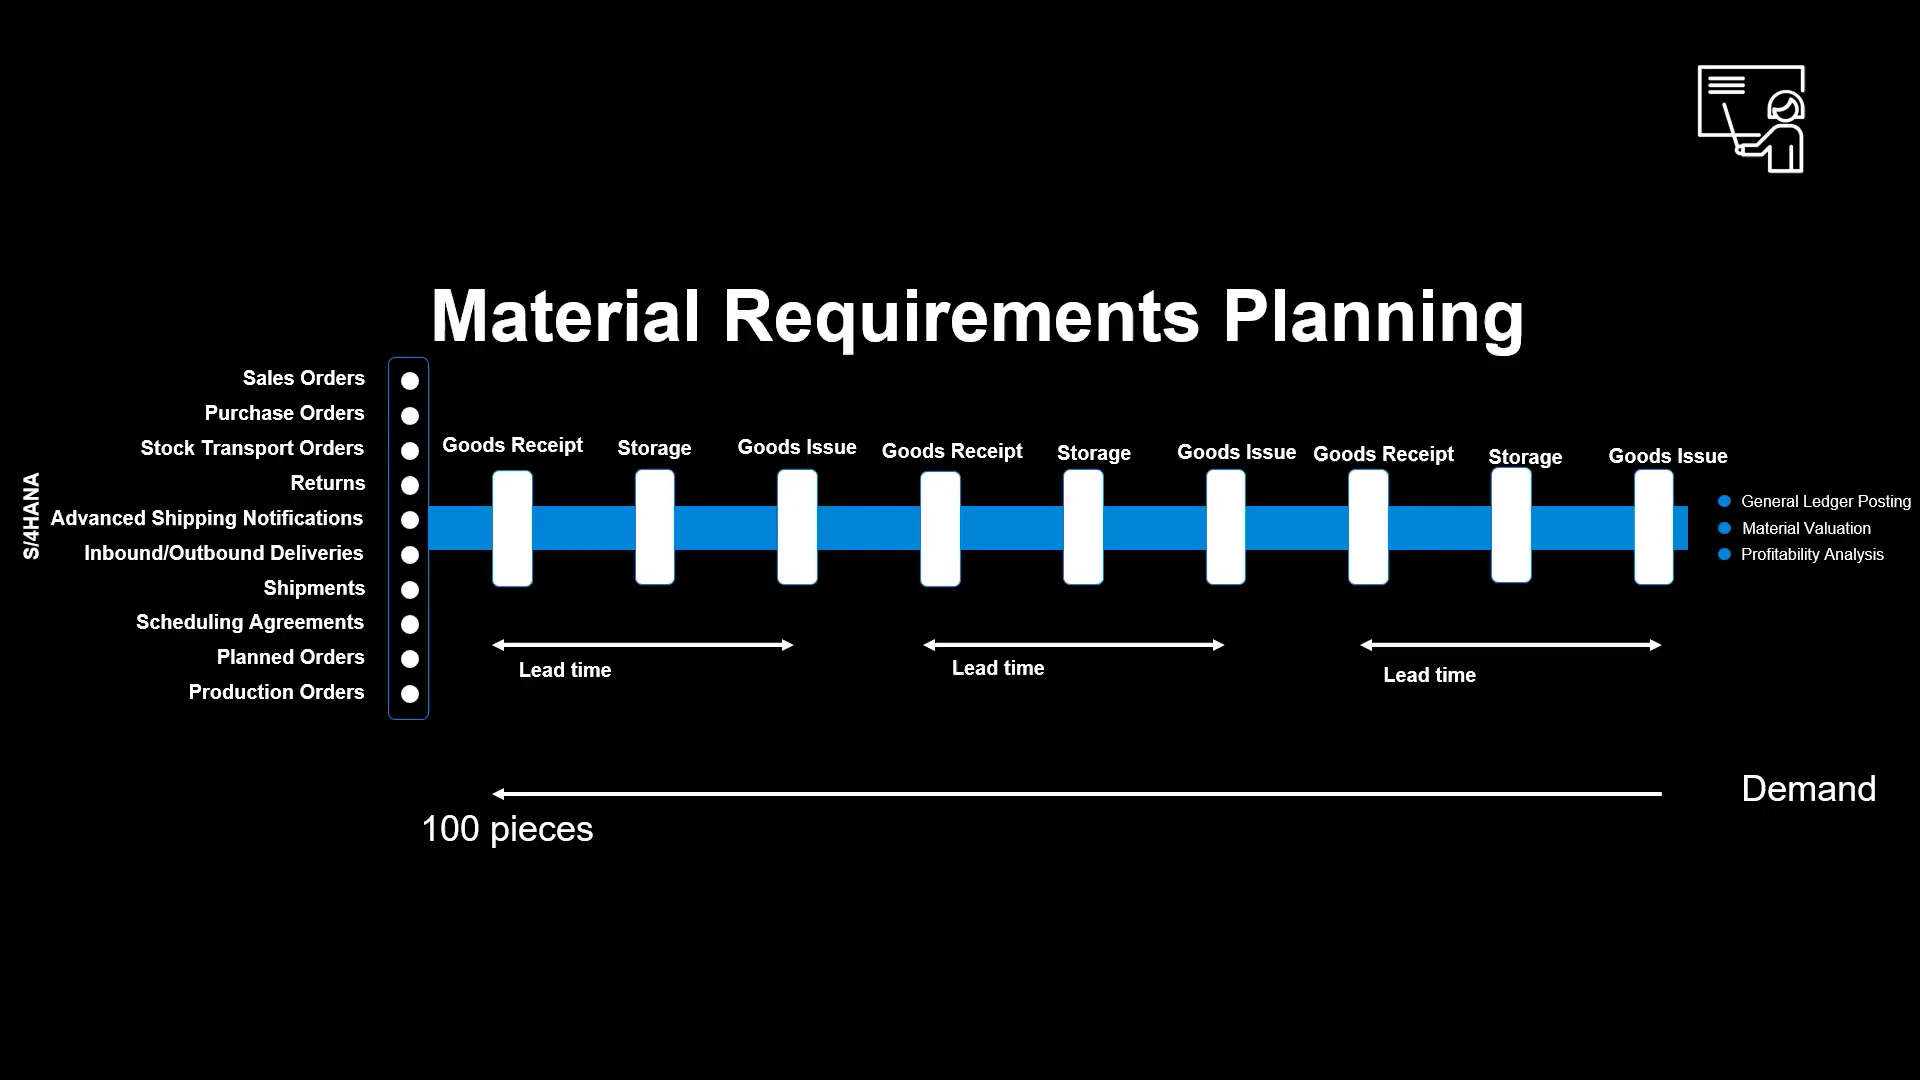 Material Requirements Planning
S/4HANA
Sales Orders
Purchase Orders
Stock Transport Orders
Returns
Advanced Shipping Notifications
Inbound/Outbound Deliveries
Shipments
Scheduling Agreements
Planned Orders
Production Orders
Goods Receipt
Storage
Goods Issue
Goods Receipt
Storage
Goods Issue
Goods Receipt
Storage
Goods Issue
General Ledger Posting
Material Valuation
Profitability Analysis
Lead time
Lead time
Lead time
Demand
100 pieces